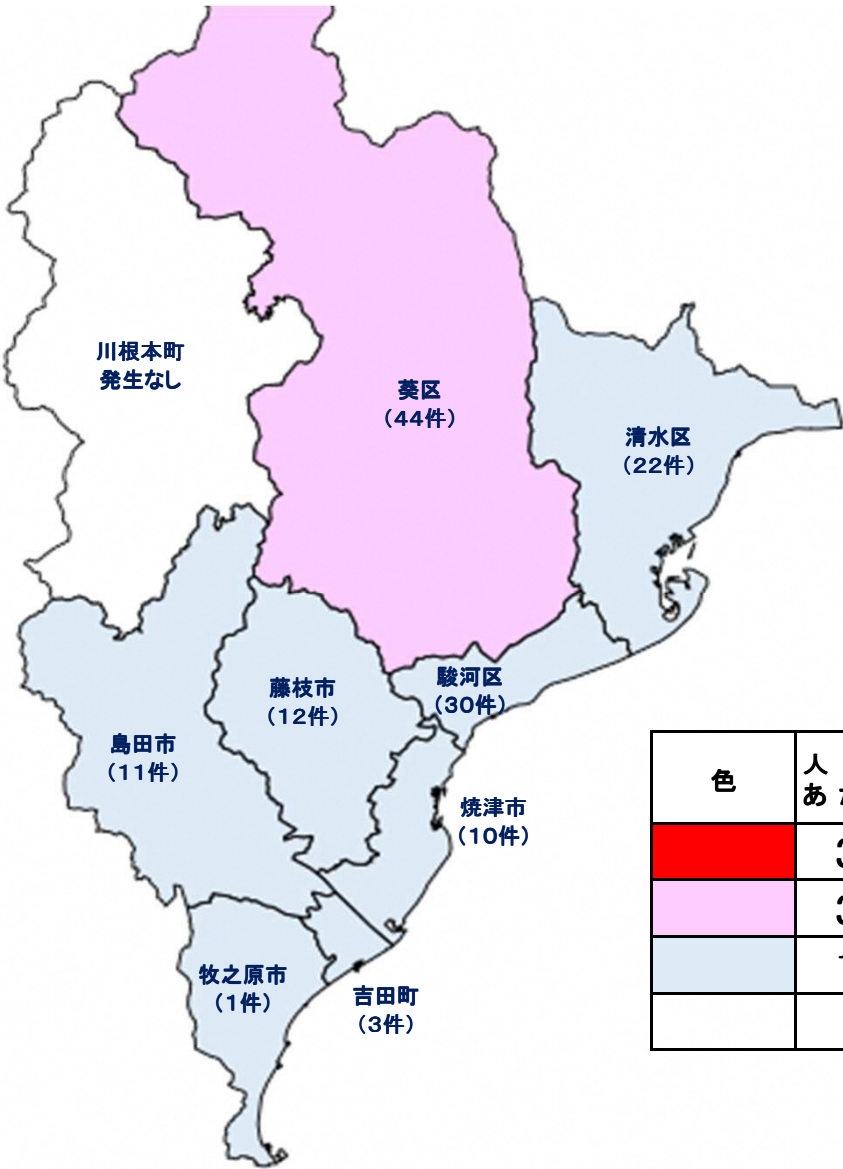 川根本町
発生なし
葵区
（44件）
清水区
（22件）
駿河区
（30件）
藤枝市
（12件）
島田市
（11件）
焼津市
（10件）
牧之原市
（1件）
吉田町
（3件）
色
人
あ